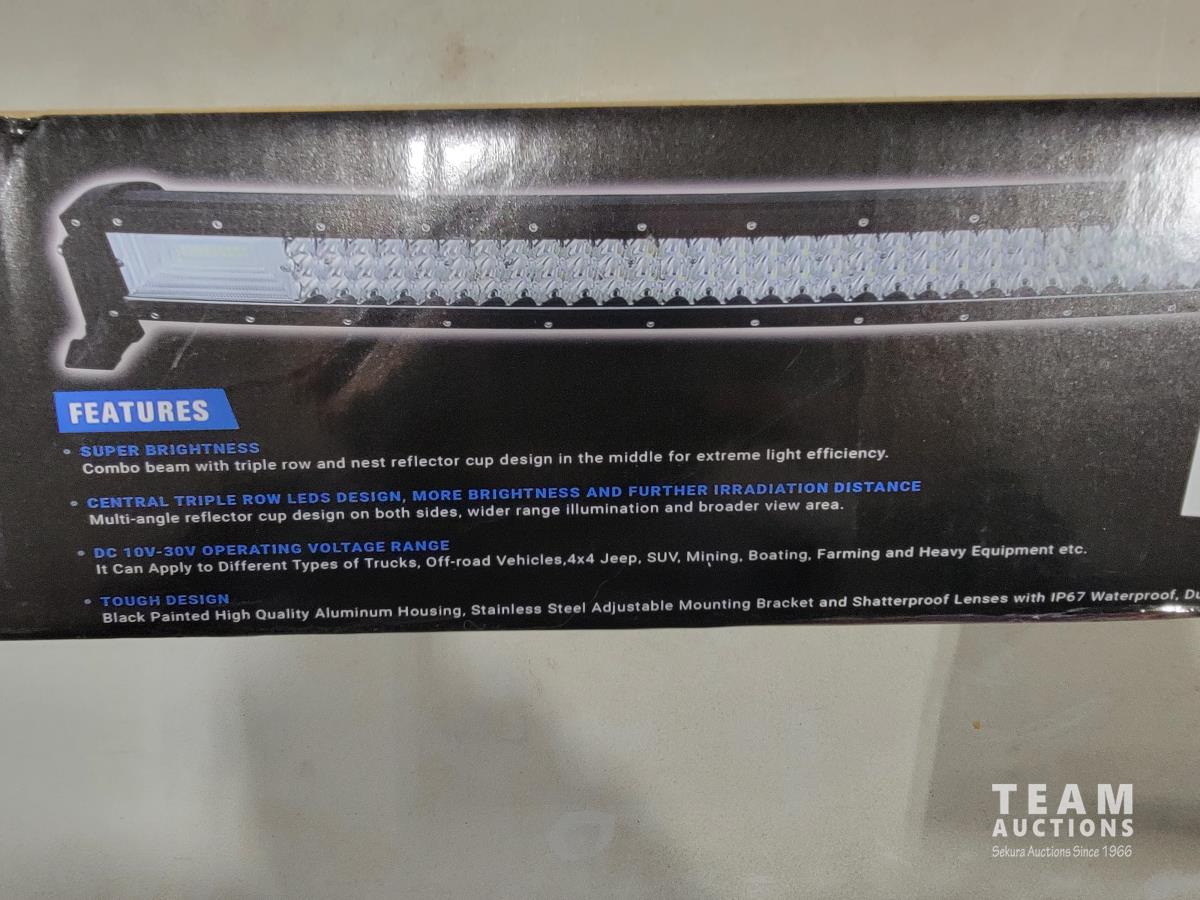 FEATURES
• SUPER BRIGHTNESS
Combo beam with triple row and nest reflector cup design in the middle for extreme light efficiency.
• CENTRAL TRIPLE ROW LEDS DESIGN, MORE BRIGHTNESS AND FURTHER IRRADIATION DISTANCE
Multi-angle reflector cup design on both sides, wider range illumination and broader view area.
• DC 10V-30V OPERATING VOLTAGE RANGE
It Can Apply to Different Types of Trucks, Off-road Vehicles,4x4 Jeep, SUV, Mining, Boating, Farming and Heavy Equipment etc.
• TOUGH DESIGN
Black Painted High Quality Aluminum Housing, Stainless Steel Adjustable Mounting Bracket and Shatterproof Lenses with IP67 Waterproof,
TEAM
AUCTIONS
Sekura Auctions Since 1966